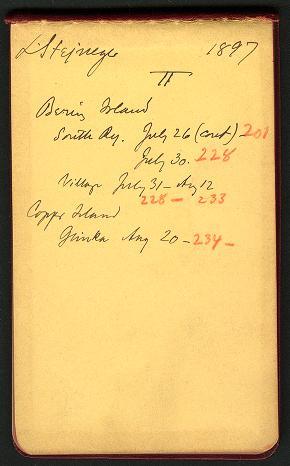 L Stejneger 1897
II
Bering Island
South Ry. July 26 (cont) - 201
July 30. 228
Village July 31 - Aug 12
228 - 233
Copper Island
Glinka Aug 20 - 234 -